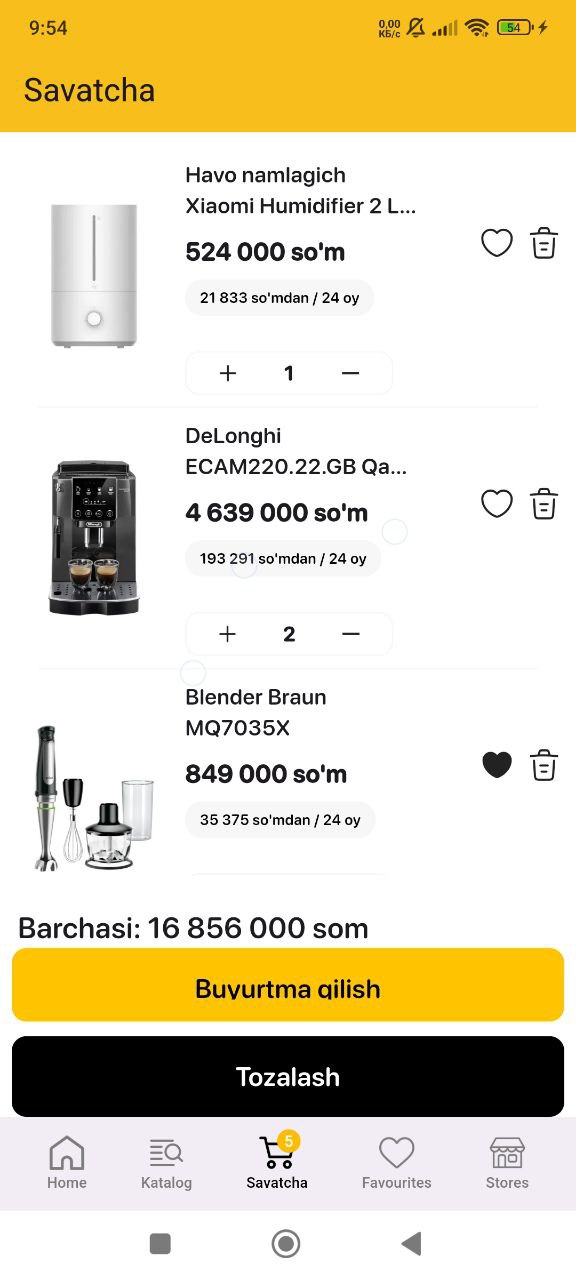 9:54
0,00
КБ/с
54
Savatcha
Havo namlagich
Xiaomi Humidifier 2 L...
524 000 so'm
21 833 so'mdan / 24 oy
+ 1 −
DeLonghi
ECAM220.22.GB Qa...
4 639 000 so'm
193 291 so'mdan / 24 oy
+ 2 −
Blender Braun
MQ7035X
849 000 so'm
35 375 so'mdan / 24 oy
Barchasi: 16 856 000 som
Buyurtma qilish
Tozalash
5
Home
Katalog
Savatcha
Favourites
Stores